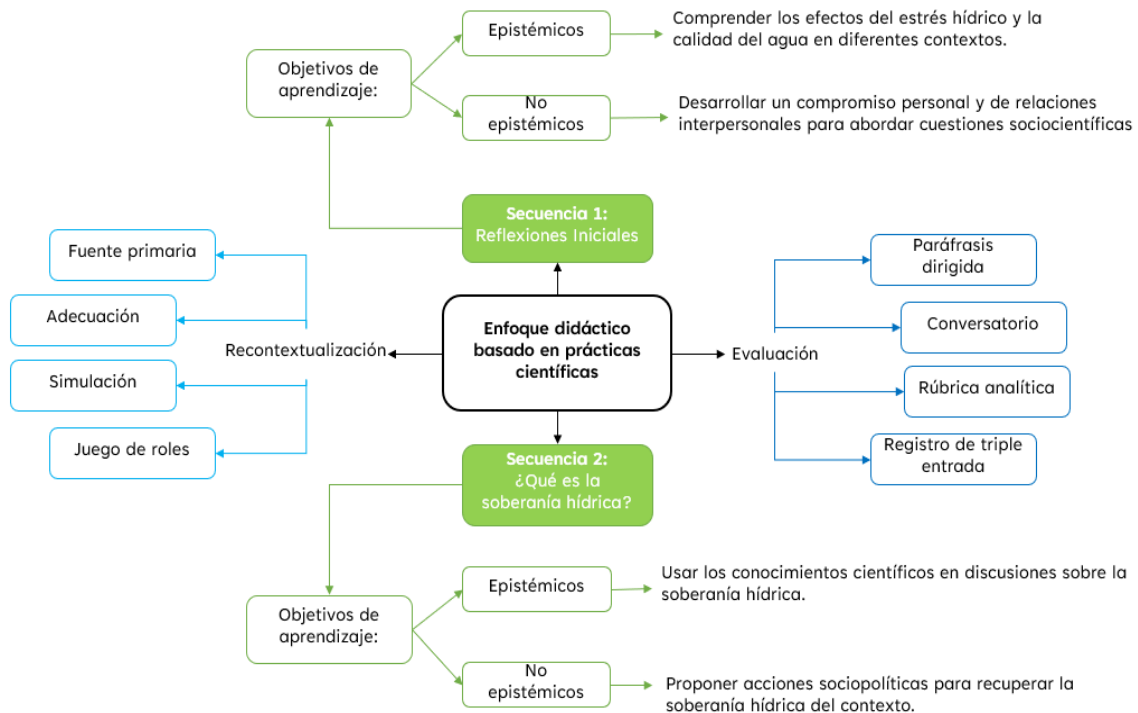 Epistémicos
Comprender los efectos del estrés hídrico y la
calidad del agua en diferentes contextos.
Objetivos de
aprendizaje:
No
epistémicos
Desarrollar un compromiso personal y de relaciones
interpersonales para abordar cuestiones sociocientíficas
Secuencia 1:
Reflexiones Iniciales
Fuente primaria
Adecuación
Recontextualización
Simulación
Juego de roles
Enfoque didáctico
basado en prácticas
científicas
Evaluación
Paráfrasis
dirigida
Conversatorio
Rúbrica analítica
Registro de triple
entrada
Secuencia 2:
¿Qué es la
soberanía hídrica?
Objetivos de
aprendizaje:
Epistémicos
Usar los conocimientos científicos en discusiones sobre la
soberanía hídrica.
No
epistémicos
Proponer acciones sociopolíticas para recuperar la
soberanía hídrica del contexto.